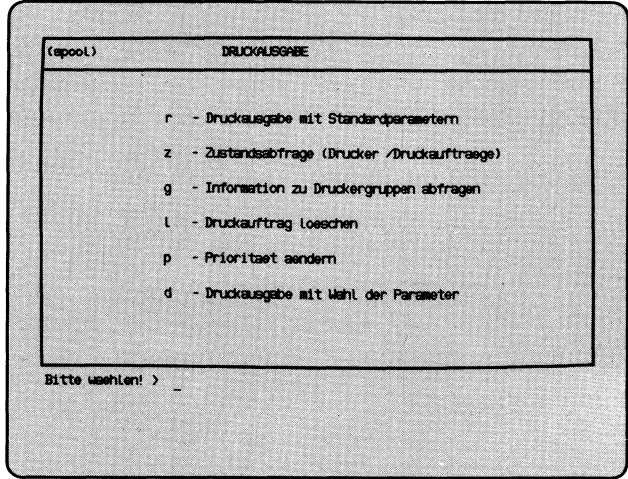 (spool) DRUCKAUSGABE
r - Druckausgabe mit Standardparametern
z - Zustandsabfrage (Drucker /Druckauftraege)
g - Information zu Druckergruppen abfragen
l - Druckauftrag loeschen
p - Prioritaet aendern
d - Druckausgabe mit Wahl der Parameter
Bitte waehlen! > _